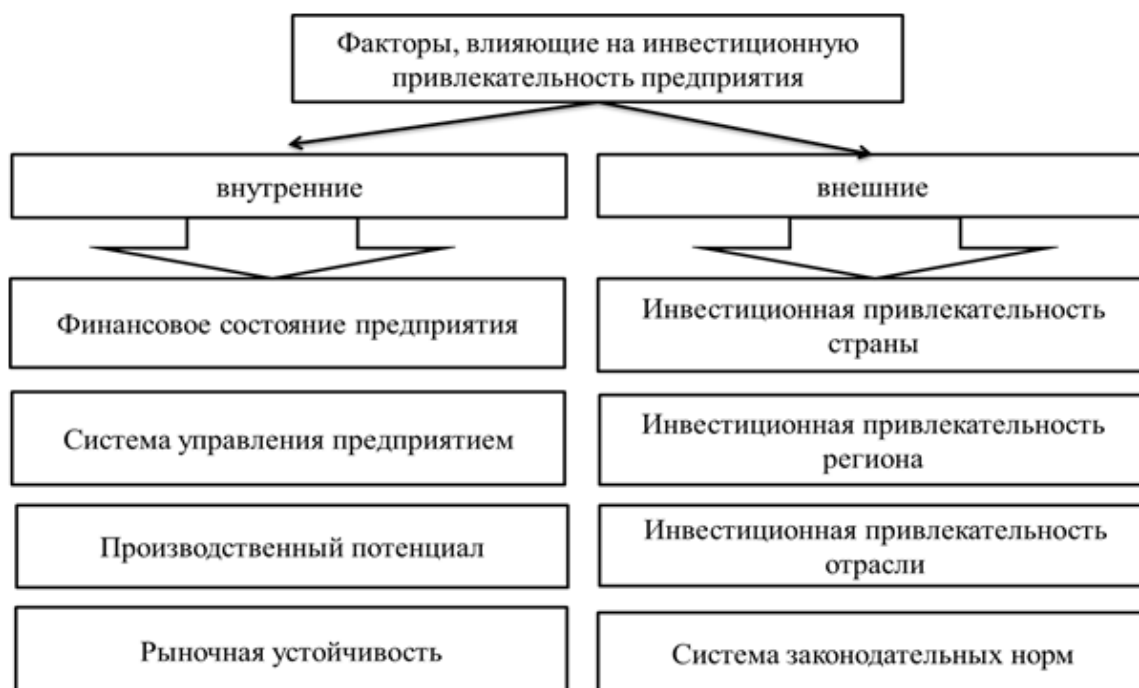 Факторы, влияющие на инвестиционную
привлекательность предприятия
внутренние
внешние
Финансовое состояние предприятия
Инвестиционная привлекательность
страны
Система управления предприятием
Инвестиционная привлекательность
региона
Производственный потенциал
Инвестиционная привлекательность
отрасли
Рыночная устойчивость
Система законодательных норм